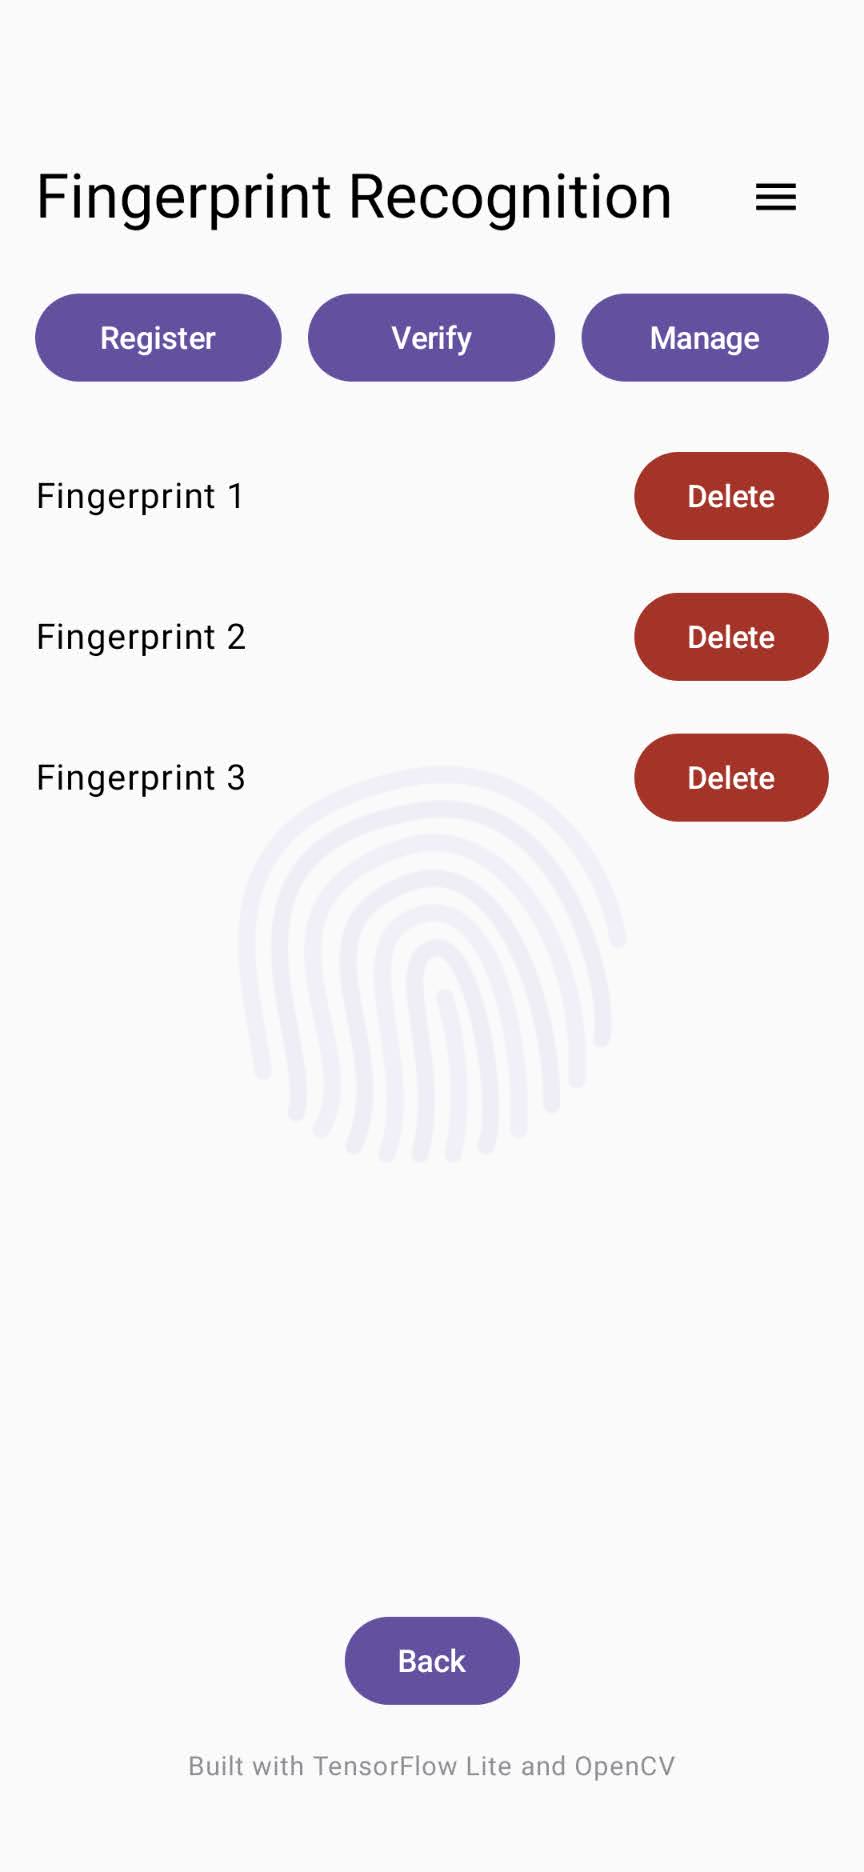 Fingerprint Recognition
Register Verify Manage
Fingerprint 1 Delete
Fingerprint 2 Delete
Fingerprint 3 Delete
Back
Built with TensorFlow Lite and OpenCV